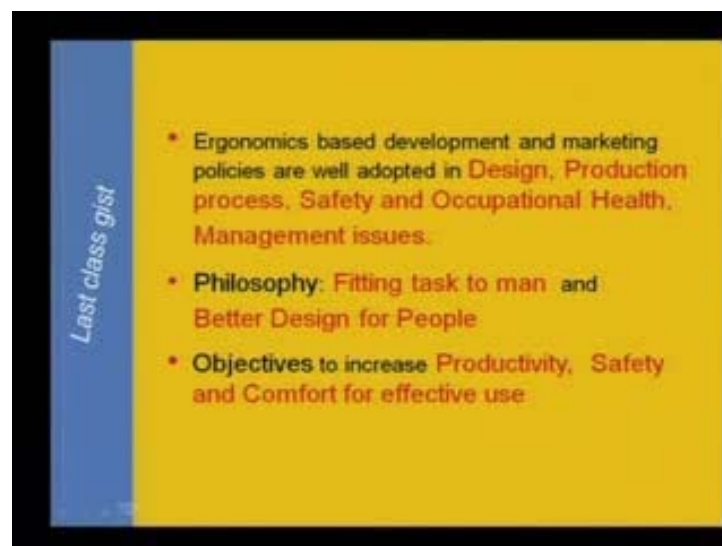 Last class gist
• Ergonomics based development and marketing
policies are well adopted in Design, Production
process, Safety and Occupational Health,
Management issues.
• Philosophy: Fitting task to man and
Better Design for People
• Objectives to increase Productivity, Safety
and Comfort for effective use